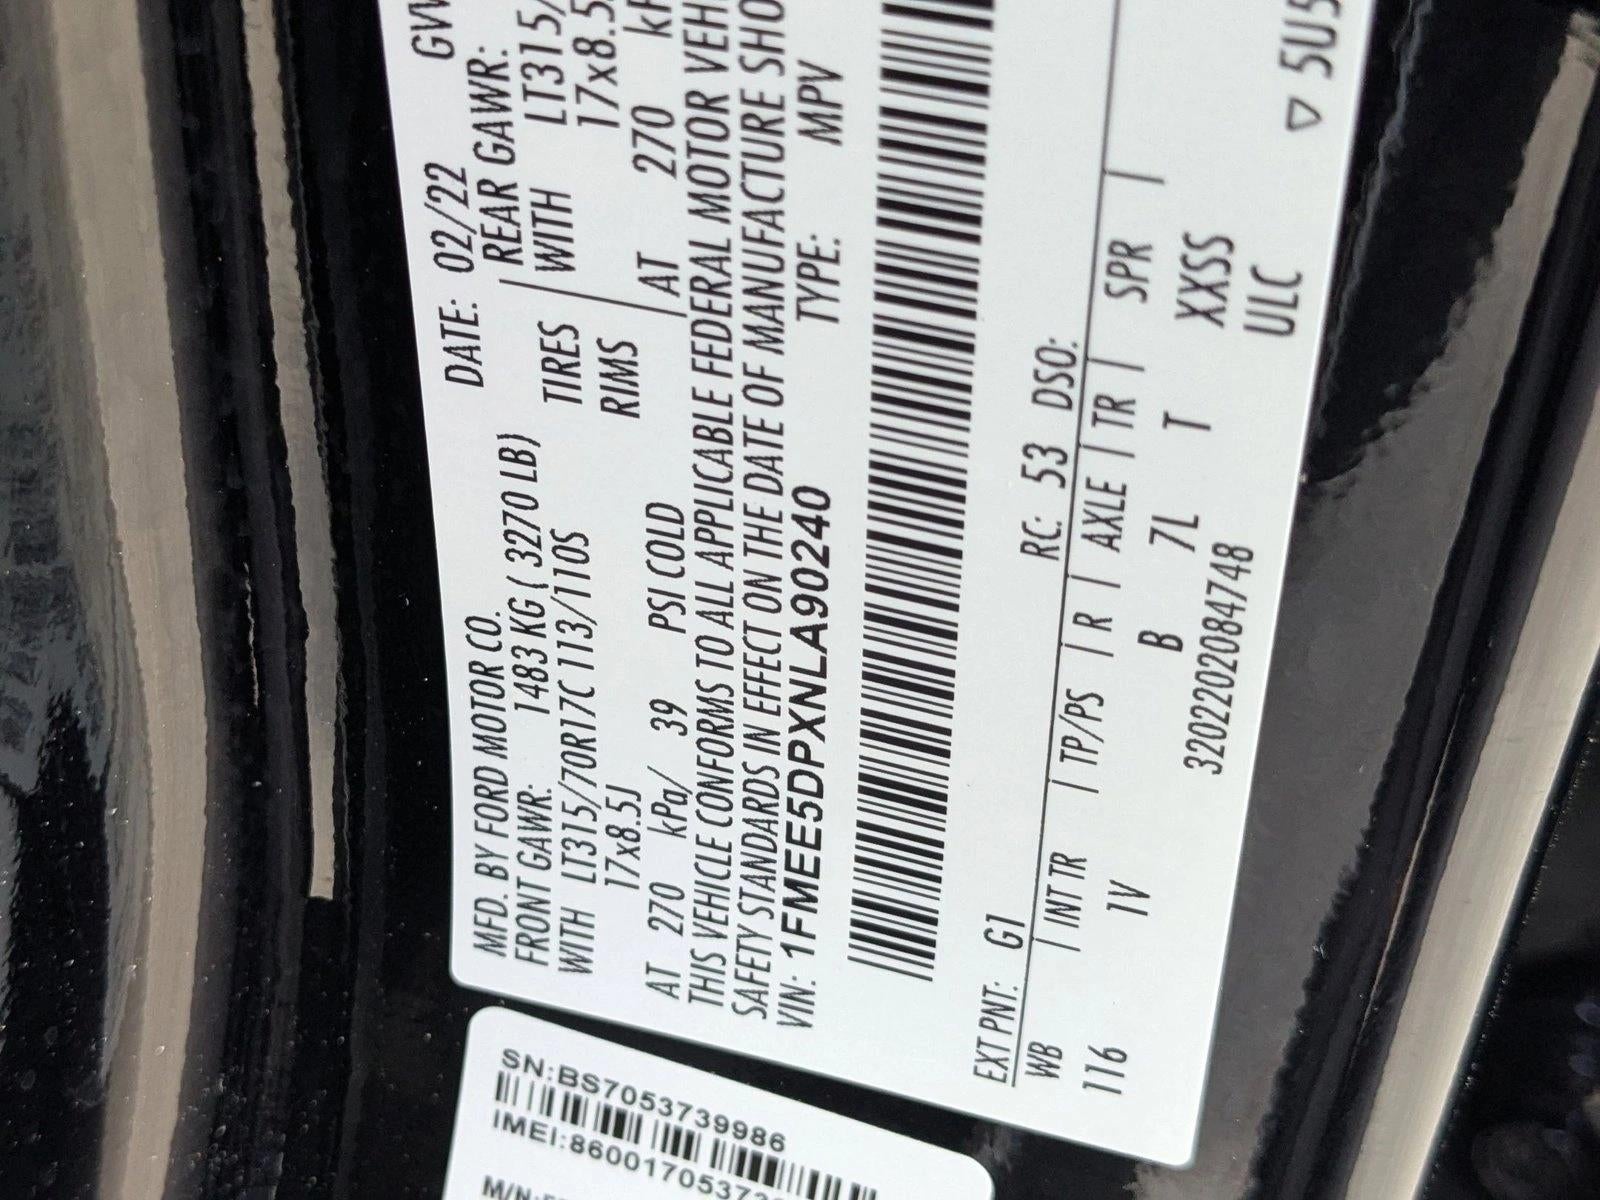 MFD. BY FORD MOTOR CO. DATE: 02/22
FRONT GAWR: 1483 KG ( 3270 LB) REAR GAWR:
WITH LT315/70R17C 113/110S TIRES WITH LT315/
17x8.5J RIMS 17x8.5
AT 270 kPa/ 39 PSI COLD AT 270
THIS VEHICLE CONFORMS TO ALL APPLICABLE FEDERAL MOTOR
SAFETY STANDARDS IN EFFECT ON THE DATE OF MANUFACTURE
VIN: 1FMEE5DPXNLA90240 TYPE: MPV
EXT PNT: G1 RC: 53 DSO:
WB INT TR TP/PS R AXLE TR SPR
116 1V B 7L T XXSS
3202202084748 ULC
▽ 5U5
SN:BS7053739986
IMEI:86001705373
M/N: